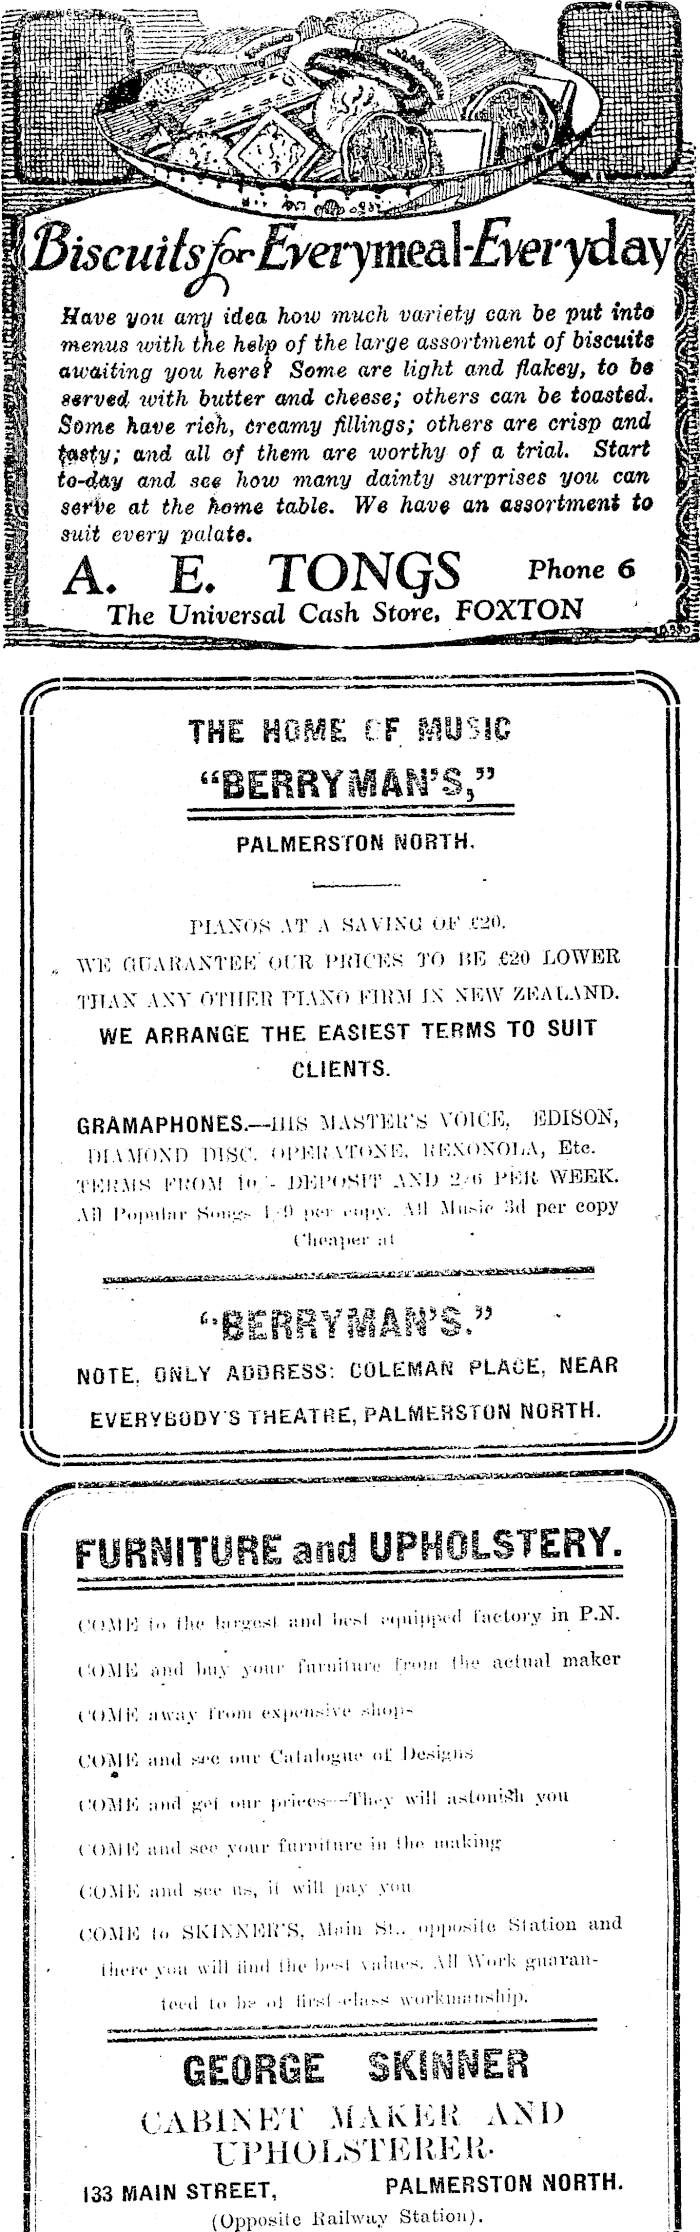 Biscuits for Everymeal-Everyday
Have you any idea how much variety can be put into
menus with the help of the large assortment of biscuits
awaiting you here? Some are light and flakey, to be
served with butter and cheese; others can be toasted.
Some have rich, creamy fillings; others are crisp and
tasty; and all of them are worthy of a trial. Start
to-day and see how many dainty surprises you can
serve at the home table. We have an assortment to
suit every palate.
A. E. TONGS Phone 6
The Universal Cash Store, FOXTON
THE HOME OF MUSIC
“BERRYMAN'S,”
PALMERSTON NORTH.
PIANOS AT A SAVING OF £20.
WE GUARANTEE OUR PRICES TO BE £20 LOWER
THAN ANY OTHER PIANO FIRM IN NEW ZEALAND.
WE ARRANGE THE EASIEST TERMS TO SUIT
CLIENTS.
GRAMAPHONES.—HIS MASTER'S VOICE, EDISON,
DIAMOND DISC, OPERATONE, REXONOLA, Etc.
TERMS FROM 10/- DEPOSIT AND 2/6 PER WEEK.
All Popular Songs 1/9 per copy. All Music 3d per copy
Cheaper at
“BERRYMAN'S.”
NOTE, ONLY ADDRESS: COLEMAN PLACE, NEAR
EVERYBODY'S THEATRE, PALMERSTON NORTH.
FURNITURE and UPHOLSTERY.
COME to the largest and best equipped factory in P.N.
COME and buy your furniture from the actual maker
COME away from expensive shops
COME and see our Catalogue of Designs
COME and get our prices—They will astonish you
COME and see your furniture in the making
COME and see us, it will pay you
COME to SKINNER'S, Main St., opposite Station and
there you will find the best values. All Work guaran-
teed to be of first-class workmanship.
GEORGE SKINNER
CABINET MAKER AND
UPHOLSTERER.
133 MAIN STREET, PALMERSTON NORTH.
(Opposite Railway Station).